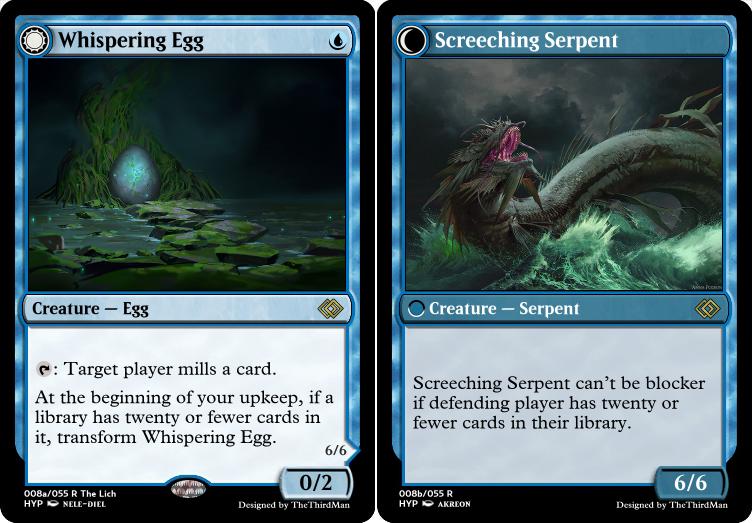 Whispering Egg
Creature — Egg
: Target player mills a card.
At the beginning of your upkeep, if a
library has twenty or fewer cards in
it, transform Whispering Egg.
6/6
0/2
008a/055 R The Lich
HYP NELE-DIEL
Designed by TheThirdMan
Screeching Serpent
Creature — Serpent
Screeching Serpent can't be blocker
if defending player has twenty or
fewer cards in their library.
6/6
008b/055 R
HYP AKREON
Designed by TheThirdMan